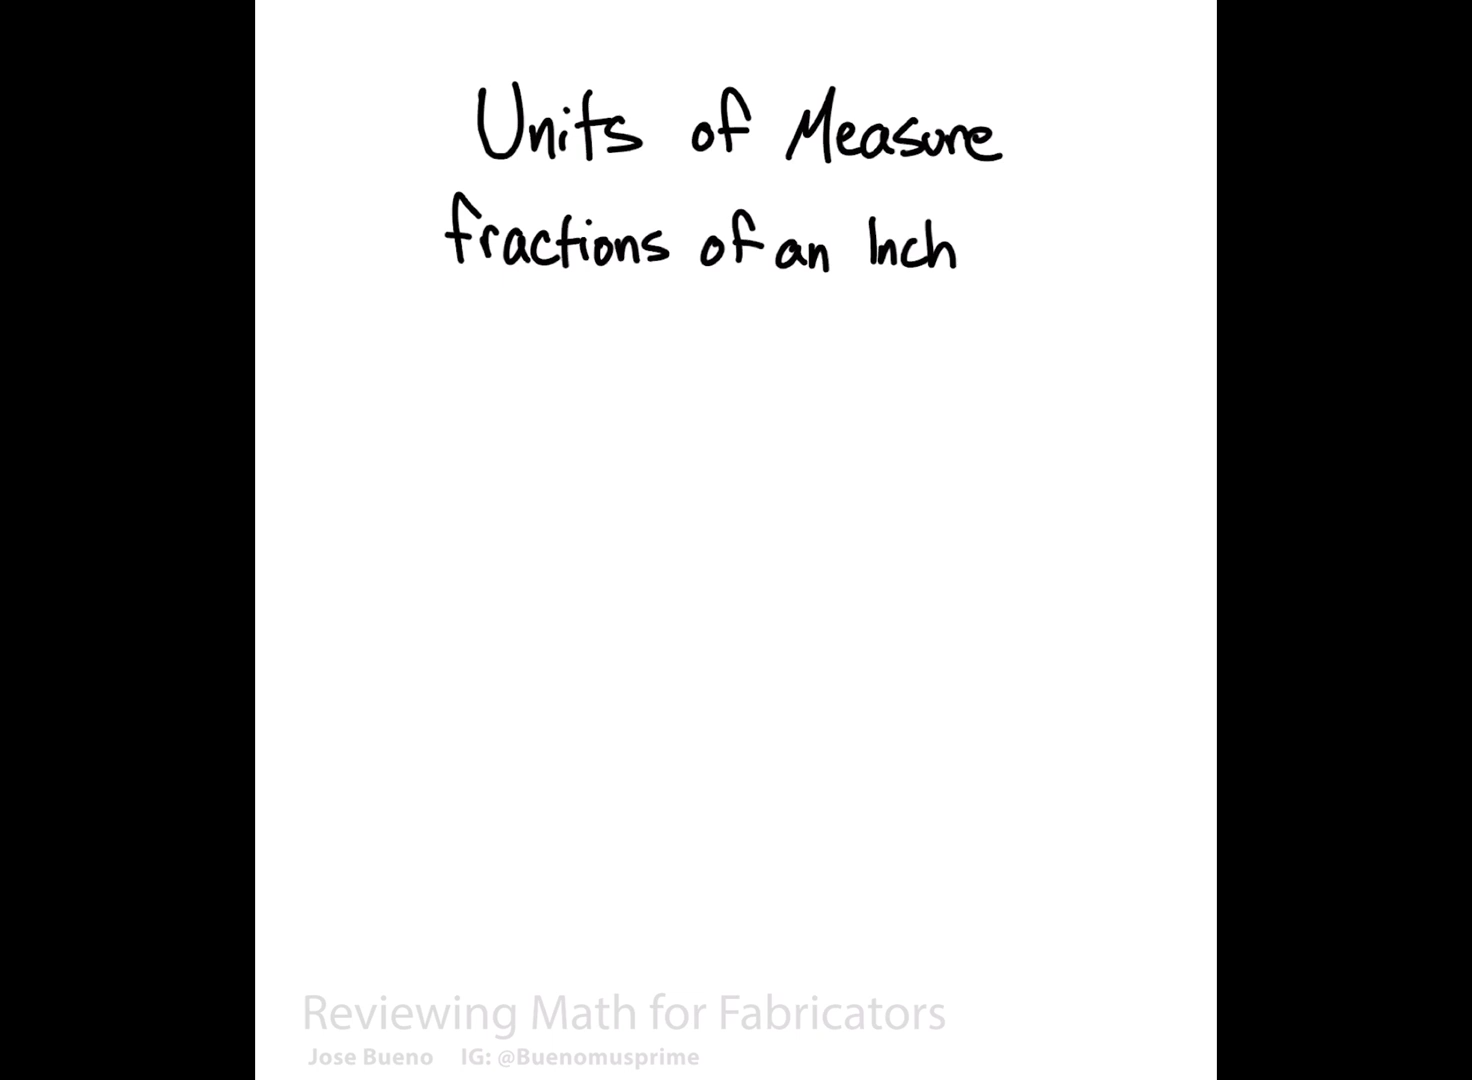 Units of Measure
fractions of an Inch
Reviewing Math for Fabricators
Jose Bueno IG: @Buenomusprime